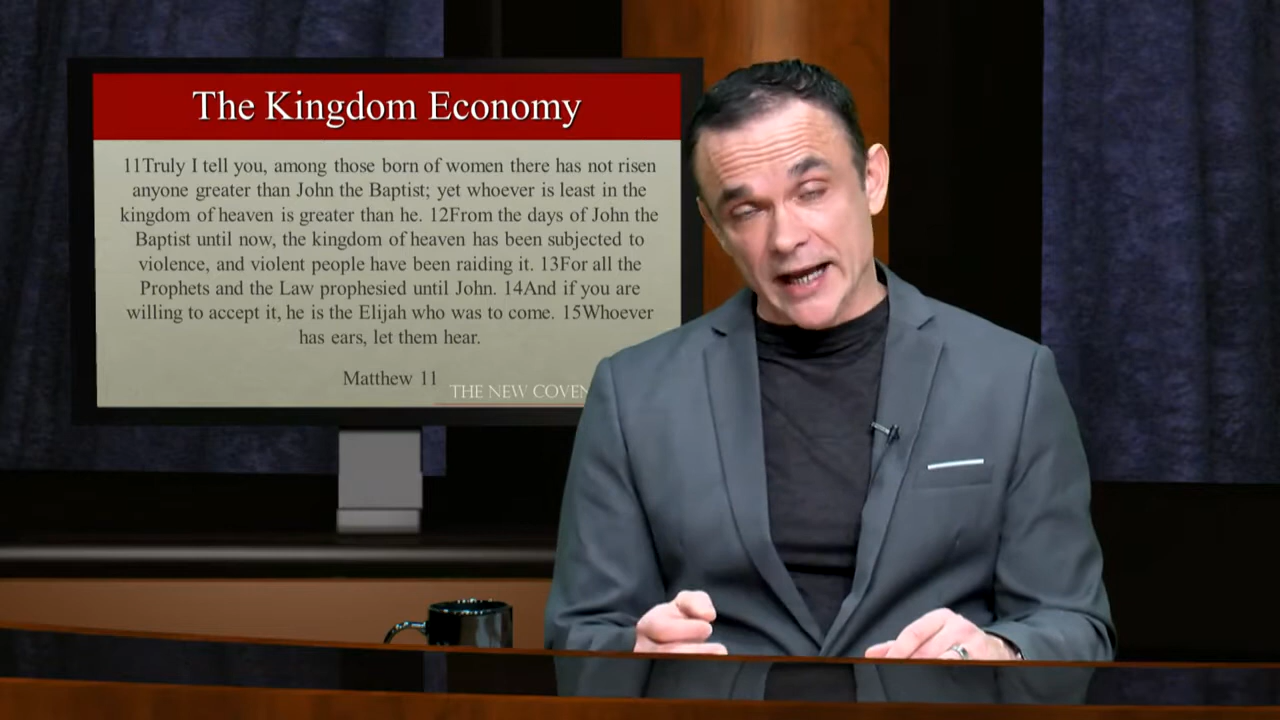 The Kingdom Economy
11Truly I tell you, among those born of women there has not risen
anyone greater than John the Baptist; yet whoever is least in the
kingdom of heaven is greater than he. 12From the days of John the
Baptist until now, the kingdom of heaven has been subjected to
violence, and violent people have been raiding it. 13For all the
Prophets and the Law prophesied until John. 14And if you are
willing to accept it, he is the Elijah who was to come. 15Whoever
has ears, let them hear.
Matthew 11
THE NEW COVEN